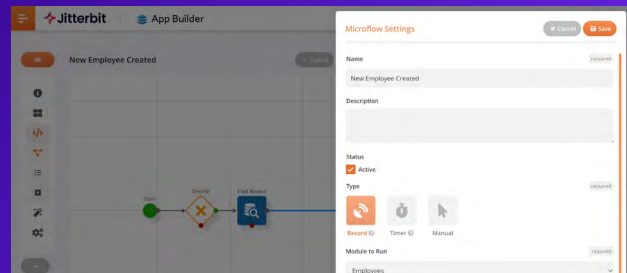 Jitterbit App Builder
New Employee Created
× Cancel
Start
Decide
Find Record
Microflow Settings
× Cancel
Save
Name
required
New Employee Created
Description
Status
Active
Type
required
Record
Timer
Manual
Module to Run
required
Employees